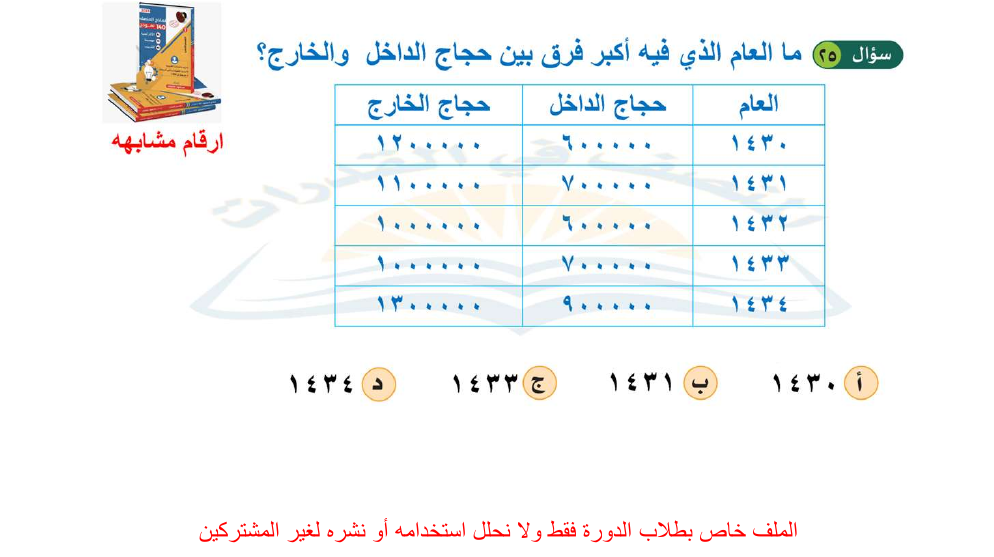 سؤال ٢٥ ما العام الذي فيه أكبر فرق بين حجاج الداخل والخارج؟
العام حجاج الداخل حجاج الخارج
١٤٣٠ ٦٠٠٠٠٠ ١٢٠٠٠٠٠
١٤٣١ ٧٠٠٠٠٠ ١١٠٠٠٠٠
١٤٣٢ ٦٠٠٠٠٠ ١٠٠٠٠٠٠
١٤٣٣ ٧٠٠٠٠٠ ١٠٠٠٠٠٠
١٤٣٤ ٩٠٠٠٠٠ ١٣٠٠٠٠٠
ارقام مشابهه
أ ١٤٣٠ ب ١٤٣١ ج ١٤٣٣ د ١٤٣٤
الملف خاص بطلاب الدورة فقط ولا نحلل استخدامه أو نشره لغير المشتركين